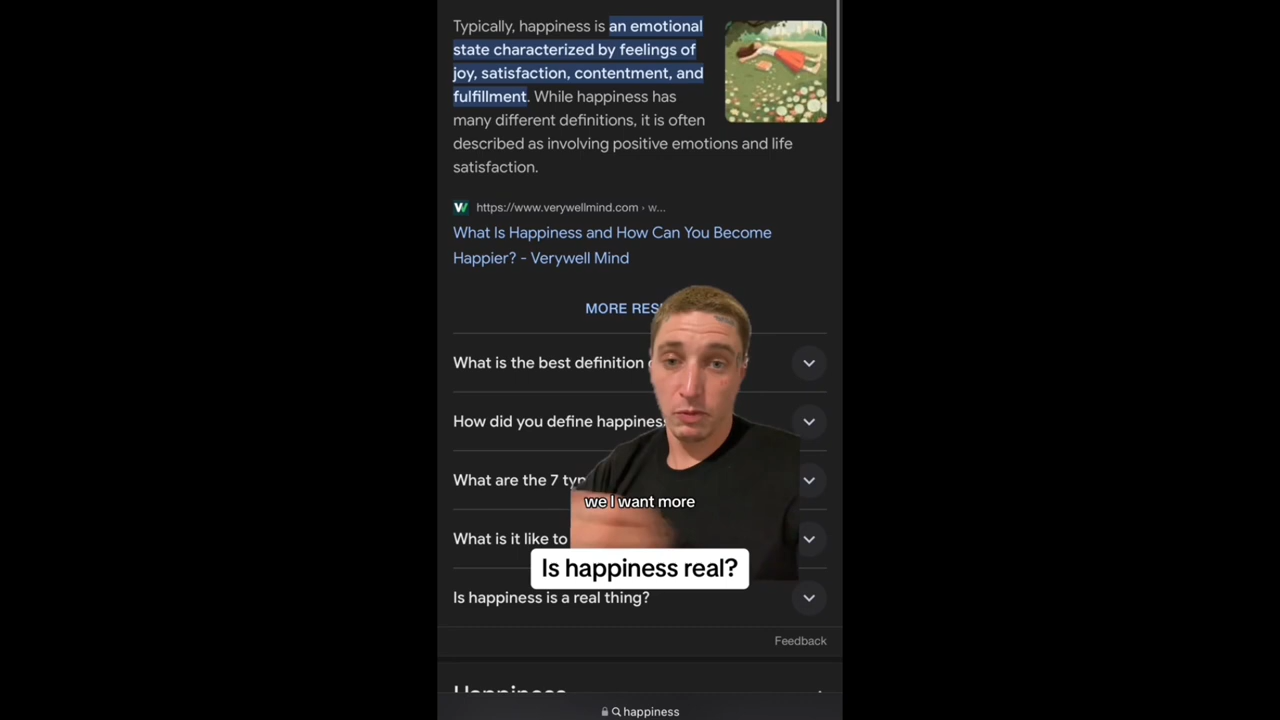 Typically, happiness is an emotional
state characterized by feelings of
joy, satisfaction, contentment, and
fulfillment. While happiness has
many different definitions, it is often
described as involving positive emotions and life
satisfaction.
https://www.verywellmind.com › w...
What Is Happiness and How Can You Become
Happier? - Verywell Mind
MORE RES
What is the best definition
How did you define happines
What are the 7 typ
we I want more
What is it like to
Is happiness real?
Is happiness is a real thing?
Feedback
Happiness
happiness